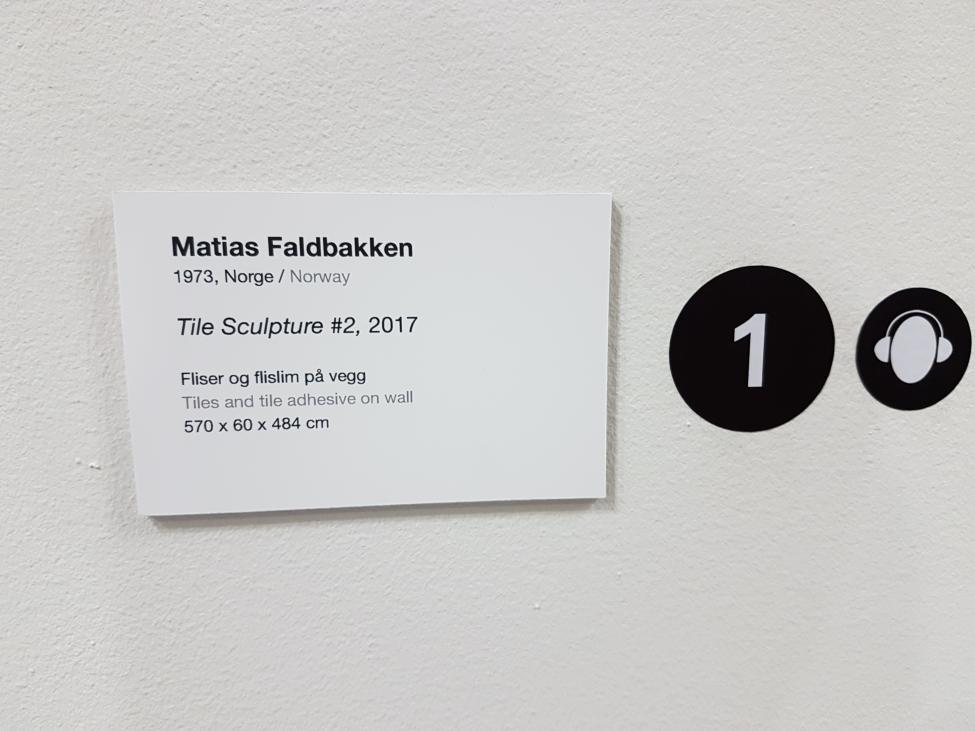 Matias Faldbakken
1973, Norge / Norway
Tile Sculpture #2, 2017
Fliser og flislim på vegg
Tiles and tile adhesive on wall
570 x 60 x 484 cm
1